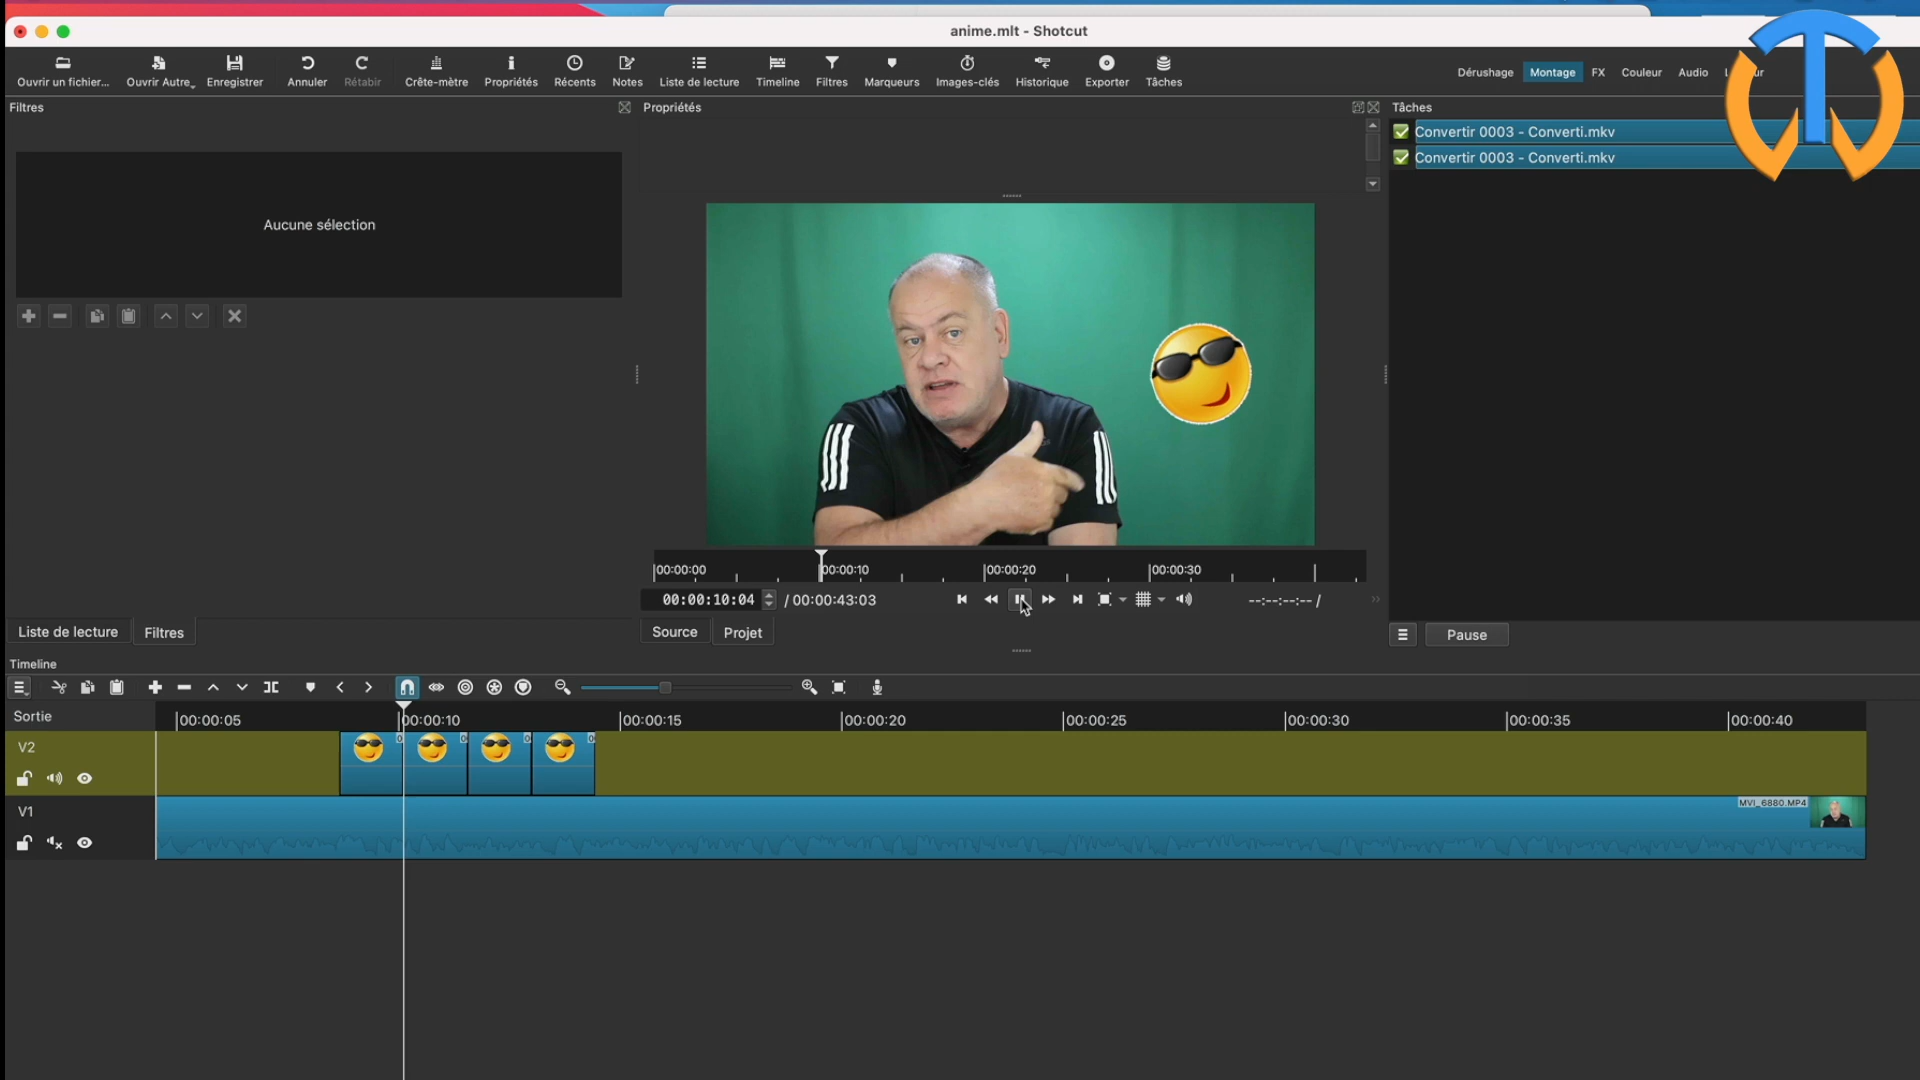 anime.mlt - Shotcut
Ouvrir un fichier...
Ouvrir Autre
Enregistrer
Annuler
Rétabir
Crête-mètre
Propriétés
Récents
Notes
Liste de lecture
Timeline
Filtres
Marqueurs
Images-clés
Historique
Exporter
Tâches
Dérushage
Montage
FX
Couleur
Audio
Filtres
Propriétés
Tâches
Convertir 0003 - Converti.mkv
Convertir 0003 - Converti.mkv
Aucune sélection
00:00:00
00:00:10
00:00:20
00:00:30
00:00:10:04
/ 00:00:43:03
--:--:--:-- /
Liste de lecture
Filtres
Source
Projet
Pause
Timeline
Sortie
00:00:05
00:00:10
00:00:15
00:00:20
00:00:25
00:00:30
00:00:35
00:00:40
V2
V1
MVI_6880.MP4